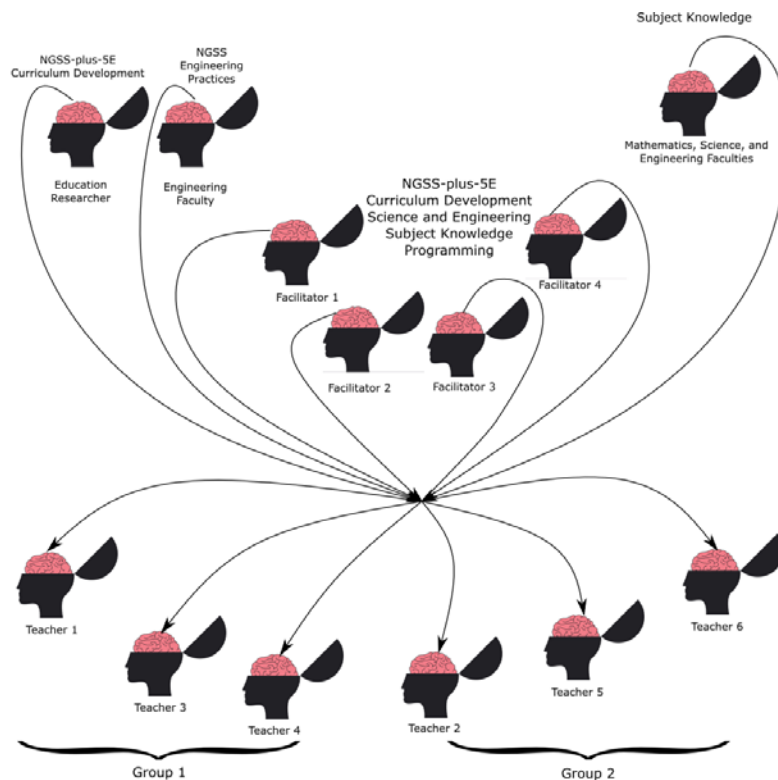 Subject Knowledge
NGSS-plus-5E
Curriculum Development
NGSS
Engineering
Practices
Education
Researcher
Engineering
Faculty
Mathematics, Science, and
Engineering Faculties
NGSS-plus-5E
Curriculum Development
Science and Engineering
Subject Knowledge
Programming
Facilitator 1
Facilitator 4
Facilitator 2
Facilitator 3
Teacher 1
Teacher 3
Teacher 4
Teacher 2
Teacher 5
Teacher 6
Group 1
Group 2